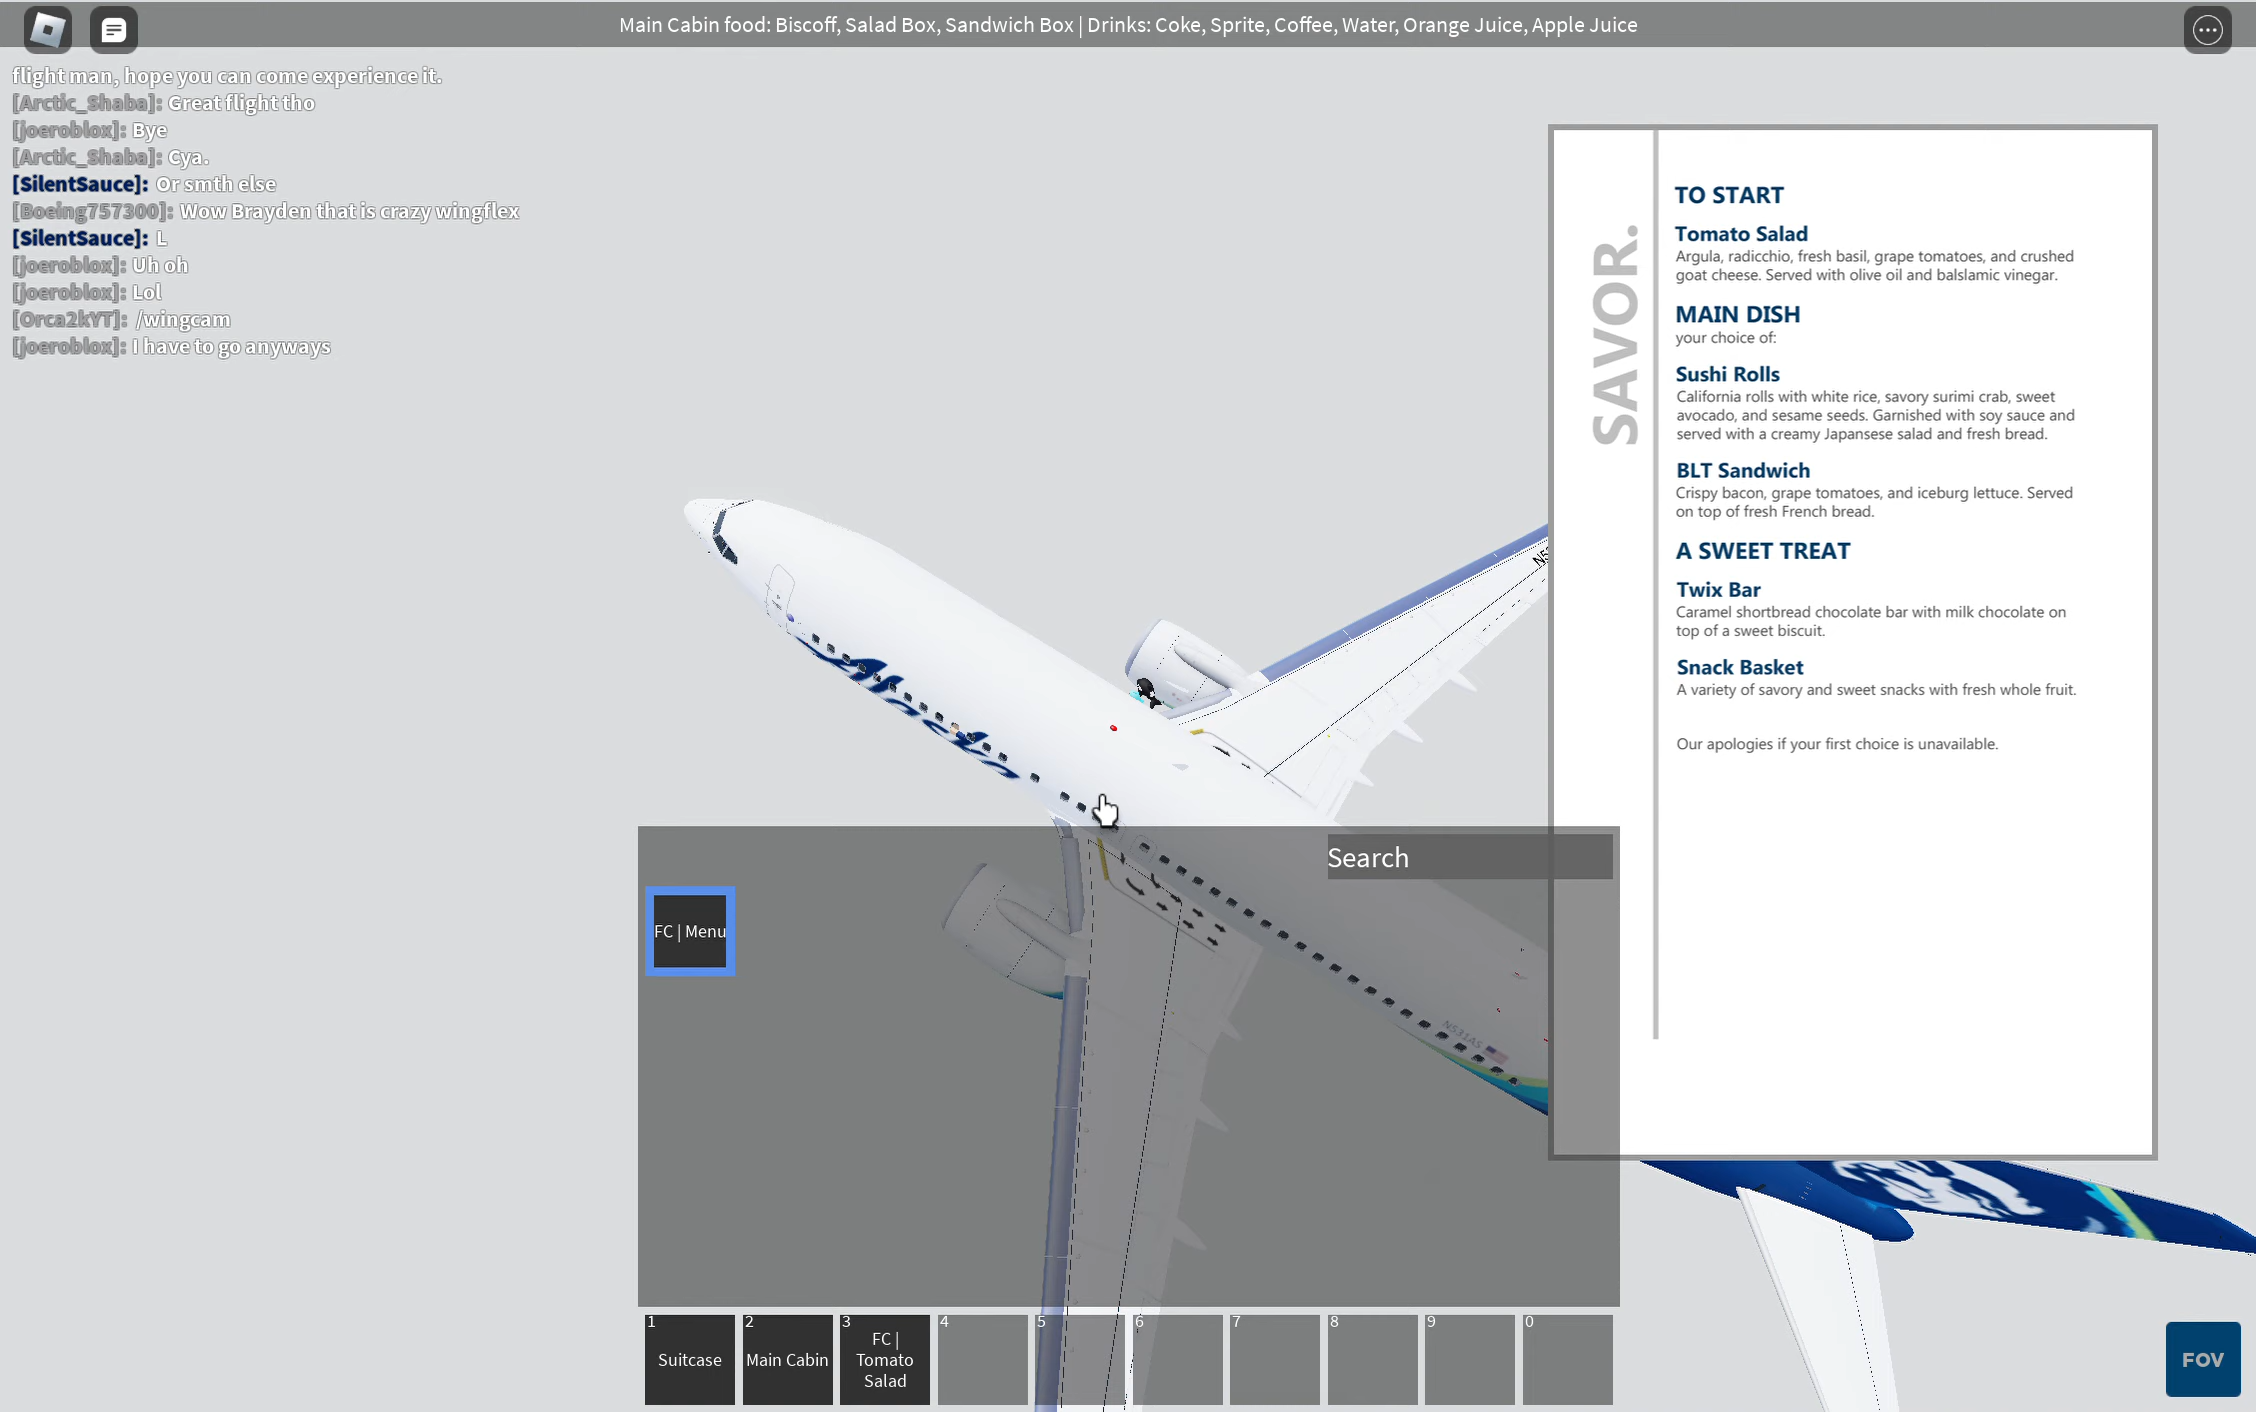 Main Cabin food: Biscoff, Salad Box, Sandwich Box | Drinks: Coke, Sprite, Coffee, Water, Orange Juice, Apple Juice
flight man, hope you can come experience it.
[Arctic_Shaba]: Great flight tho
[joeroblox]: Bye
[Arctic_Shaba]: Cya.
[SilentSauce]: Or smth else
[Boeing757300]: Wow Brayden that is crazy wingflex
[SilentSauce]: L
[joeroblox]: Uh oh
[joeroblox]: Lol
[Orca2kYT]: /wingcam
[joeroblox]: I have to go anyways
SAVOR.
TO START
Tomato Salad
Argula, radicchio, fresh basil, grape tomatoes, and crushed
goat cheese. Served with olive oil and balslamic vinegar.
MAIN DISH
your choice of:
Sushi Rolls
California rolls with white rice, savory surimi crab, sweet
avocado, and sesame seeds. Garnished with soy sauce and
served with a creamy Japansese salad and fresh bread.
BLT Sandwich
Crispy bacon, grape tomatoes, and iceburg lettuce. Served
on top of fresh French bread.
A SWEET TREAT
Twix Bar
Caramel shortbread chocolate bar with milk chocolate on
top of a sweet biscuit.
Snack Basket
A variety of savory and sweet snacks with fresh whole fruit.
Our apologies if your first choice is unavailable.
Alaska
N531AS
Search
FC | Menu
1
Suitcase
2
Main Cabin
3
FC |
Tomato
Salad
4
5
6
7
8
9
0
FOV